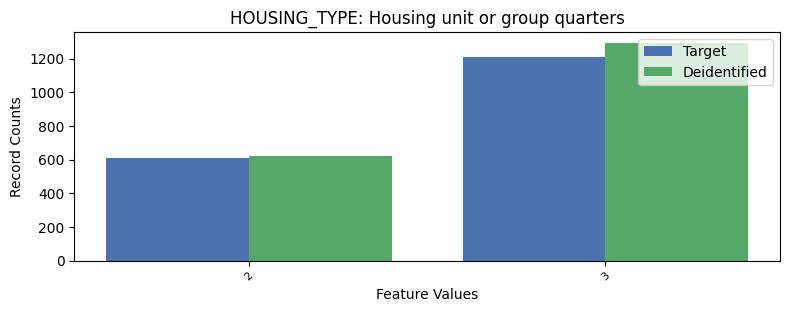 HOUSING_TYPE: Housing unit or group quarters
Record Counts
1200
1000
800
600
400
200
0
Target
Deidentified
2
3
Feature Values